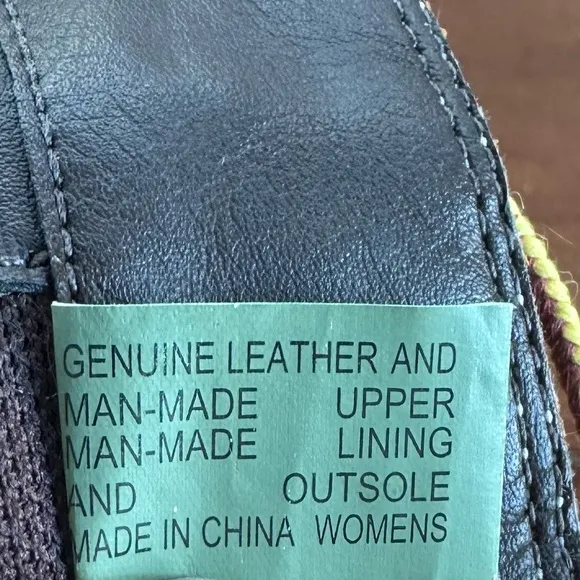 GENUINE LEATHER AND
MAN-MADE UPPER
MAN-MADE LINING
AND OUTSOLE
MADE IN CHINA WOMENS